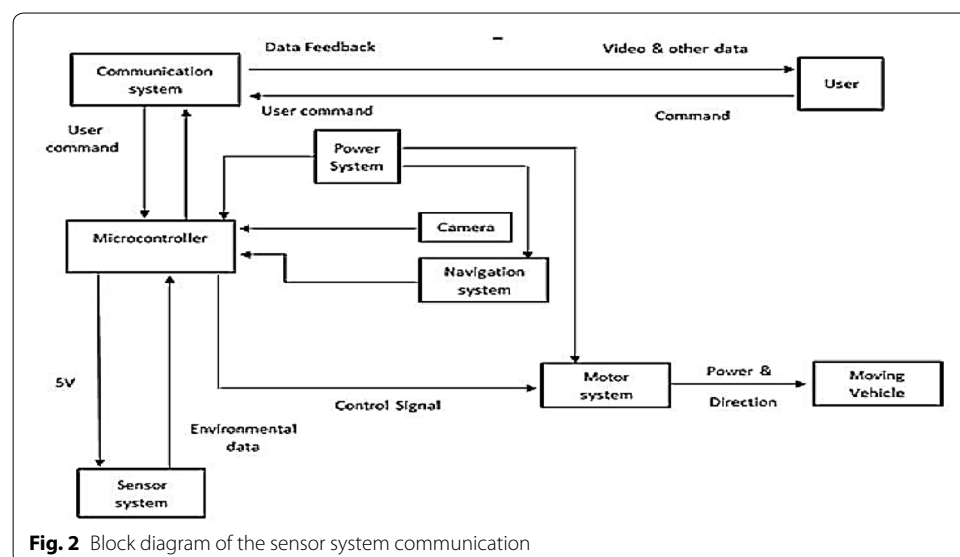 Data Feedback
Video & other data
Communication
system
User
User command
Command
User
command
Power
System
Camera
Microcontroller
Navigation
system
5V
Motor
system
Power &
Direction
Moving
Vehicle
Control Signal
Environmental
data
Sensor
system
Fig. 2 Block diagram of the sensor system communication